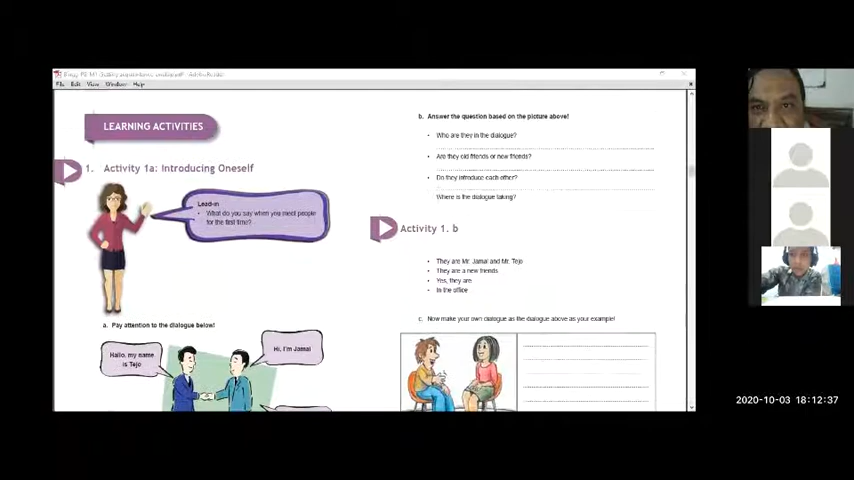 File Edit View Window Help
LEARNING ACTIVITIES
1. Activity 1a: Introducing Oneself
Lead-in
• What do you say when you meet people
for the first time?
a. Pay attention to the dialogue below!
Hallo, my name
is Tejo
Hi, I'm Jamal
b. Answer the question based on the picture above!
• Who are they in the dialogue?
• Are they old friends or new friends?
• Do they introduce each other?
Where is the dialogue taking?
Activity 1. b
• They are Mr. Jamal and Mr. Tejo
• They are a new friends
• Yes, they are
• In the office
c. Now make your own dialogue as the dialogue above as your example!
2020-10-03 18:12:37